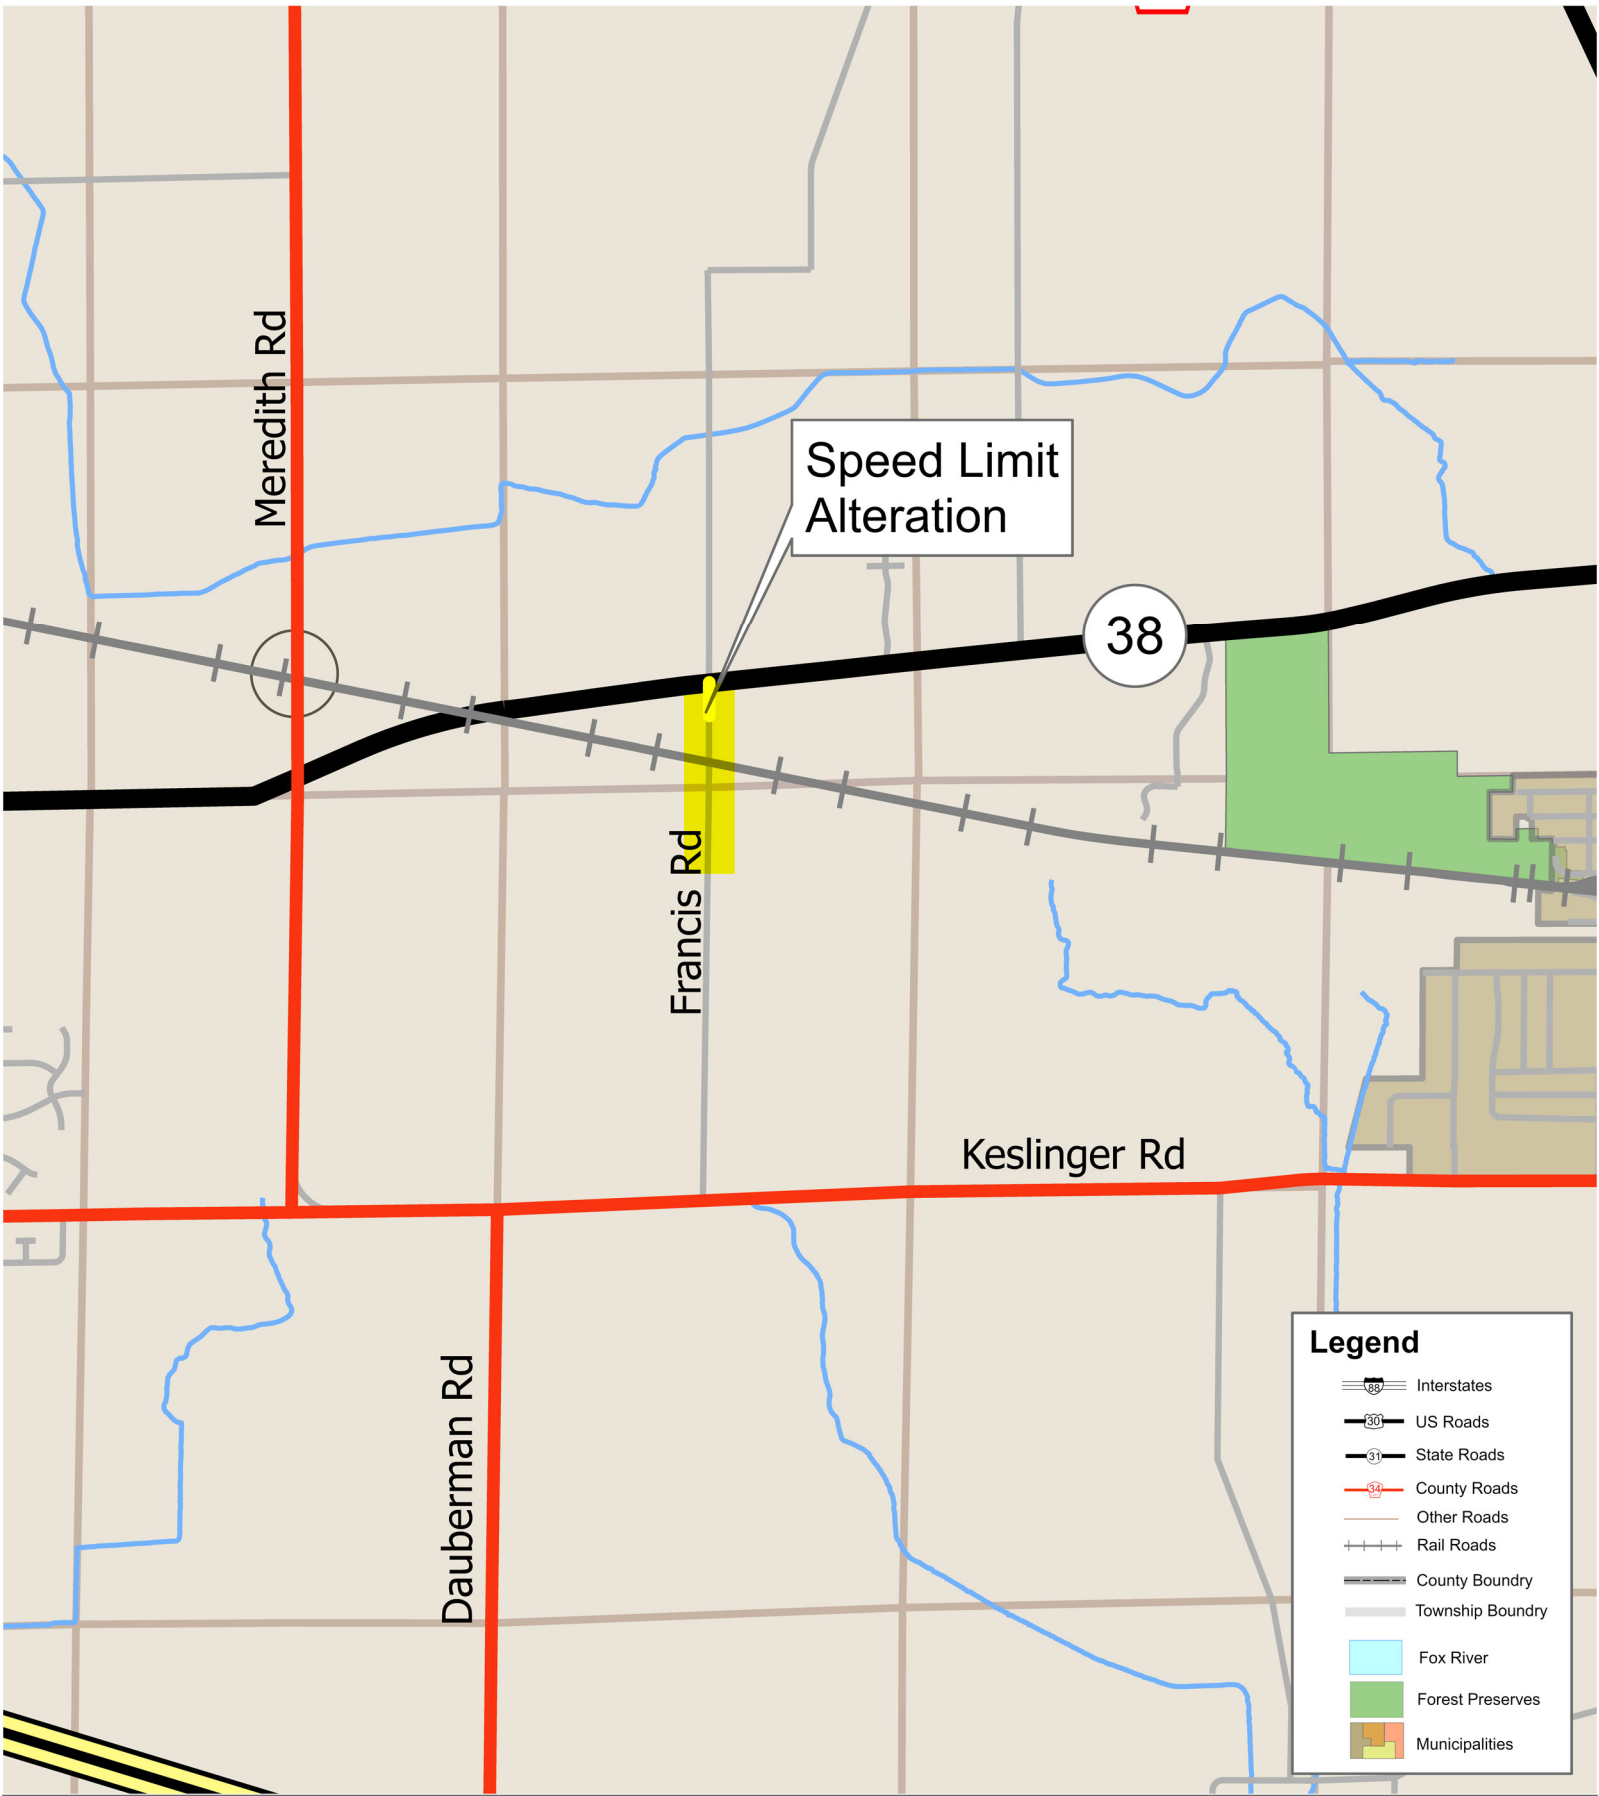 Meredith Rd
Speed Limit
Alteration
38
Francis Rd
Keslinger Rd
Dauberman Rd
Legend
88 Interstates
30 US Roads
31 State Roads
34 County Roads
Other Roads
Rail Roads
County Boundry
Township Boundry
Fox River
Forest Preserves
Municipalities